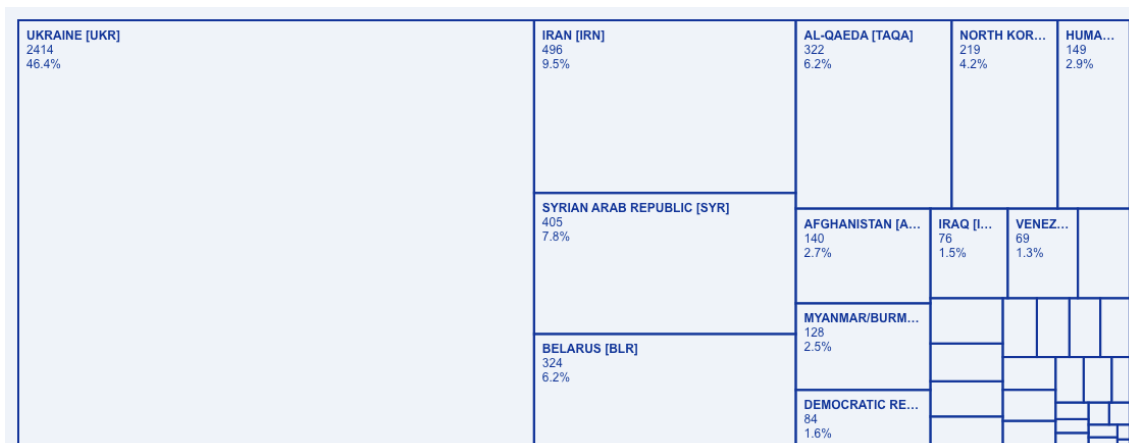 UKRAINE [UKR]
2414
46.4%
IRAN [IRN]
496
9.5%
SYRIAN ARAB REPUBLIC [SYR]
405
7.8%
BELARUS [BLR]
324
6.2%
AL-QAEDA [TAQA]
322
6.2%
NORTH KOR...
219
4.2%
HUMA...
149
2.9%
AFGHANISTAN [A...
140
2.7%
IRAQ [I...
76
1.5%
VENEZ...
69
1.3%
MYANMAR/BURM...
128
2.5%
DEMOCRATIC RE...
84
1.6%